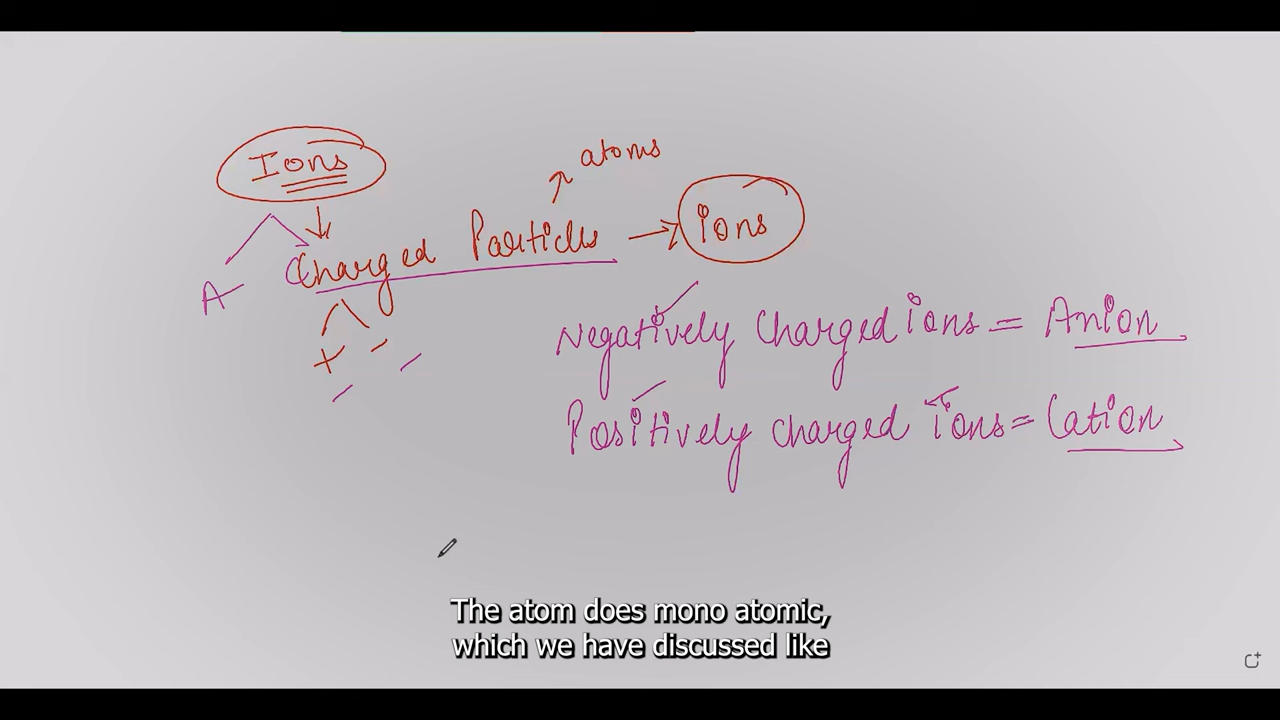 Ions
atoms
Charged Particles → ions
A C
+ -
Negatively Charged ions = Anion
Positively charged ions = Cation
The atom does mono atomic,
which we have discussed like